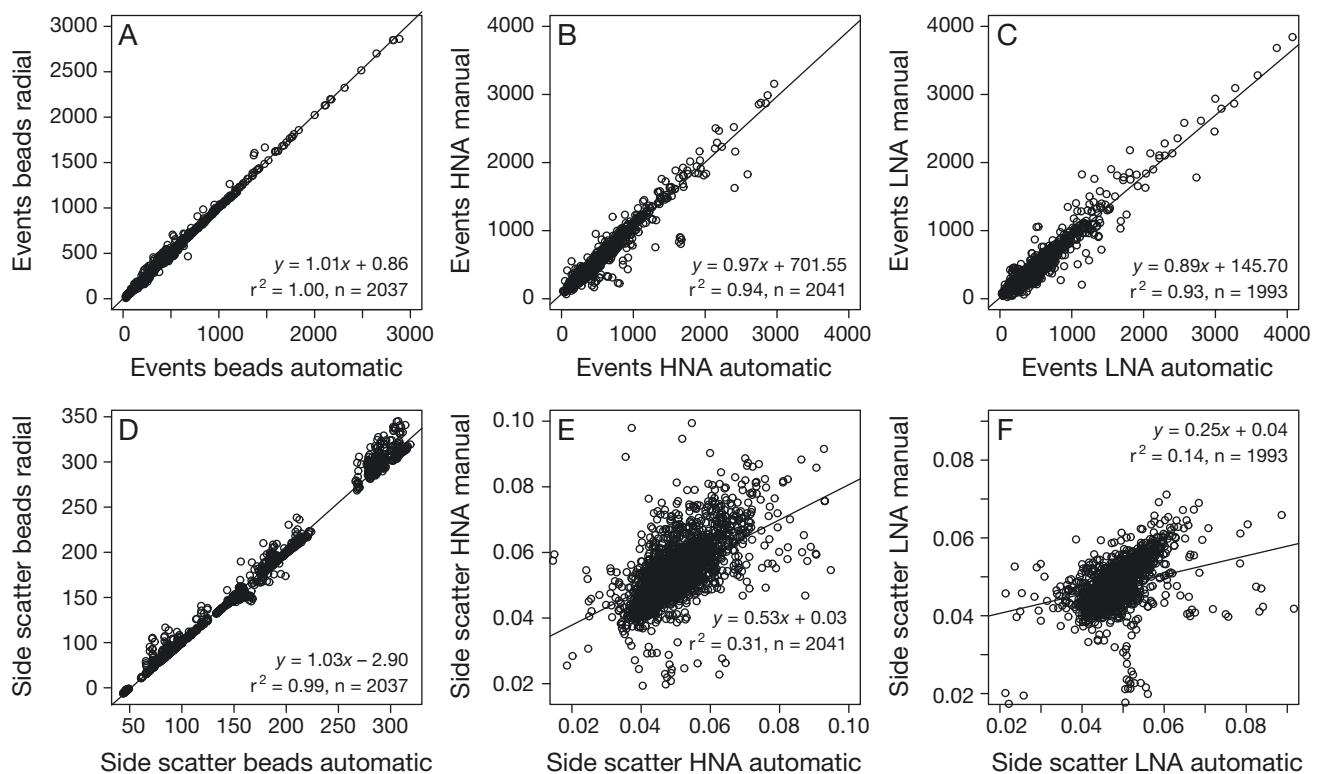 A
Events beads radial
3000
2500
2000
1500
1000
500
0
y = 1.01x + 0.86
r² = 1.00, n = 2037
0 1000 2000 3000
Events beads automatic
B
Events HNA manual
4000
3000
2000
1000
0
y = 0.97x + 701.55
r² = 0.94, n = 2041
0 1000 2000 3000 4000
Events HNA automatic
C
Events LNA manual
4000
3000
2000
1000
0
y = 0.89x + 145.70
r² = 0.93, n = 1993
0 1000 2000 3000 4000
Events LNA automatic
D
Side scatter beads radial
350
300
250
200
150
100
50
0
y = 1.03x – 2.90
r² = 0.99, n = 2037
50 100 150 200 250 300
Side scatter beads automatic
E
Side scatter HNA manual
0.10
0.08
0.06
0.04
0.02
y = 0.53x + 0.03
r² = 0.31, n = 2041
0.02 0.04 0.06 0.08 0.10
Side scatter HNA automatic
F
Side scatter LNA manual
y = 0.25x + 0.04
r² = 0.14, n = 1993
0.08
0.06
0.04
0.02
0.02 0.04 0.06 0.08
Side scatter LNA automatic